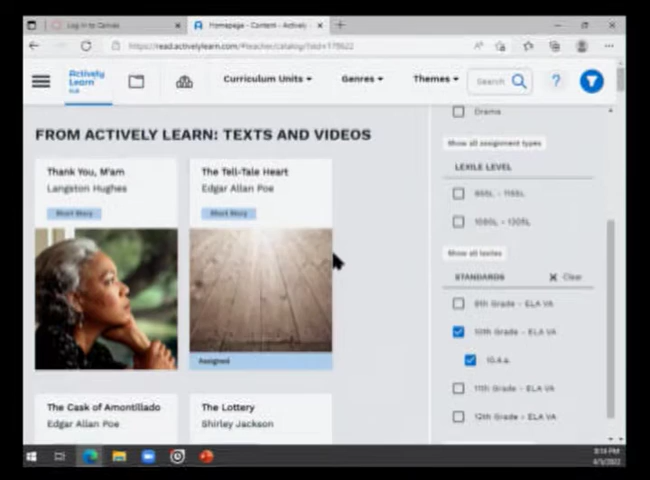 Log in to Canvas
Homepage - Content - Actively
Actively
Learn
Curriculum Units
Genres
Themes
Search
?
FROM ACTIVELY LEARN: TEXTS AND VIDEOS
Thank You, M'am
Langston Hughes
Short Story
The Tell-Tale Heart
Edgar Allan Poe
Short Story
Assigned
The Cask of Amontillado
Edgar Allan Poe
The Lottery
Shirley Jackson
Drama
Show all assignment types
LEXILE LEVEL
Show all lexiles
STANDARDS
Clear
9th Grade - ELA VA
10th Grade - ELA VA
10.4.a.
11th Grade - ELA VA
12th Grade - ELA VA